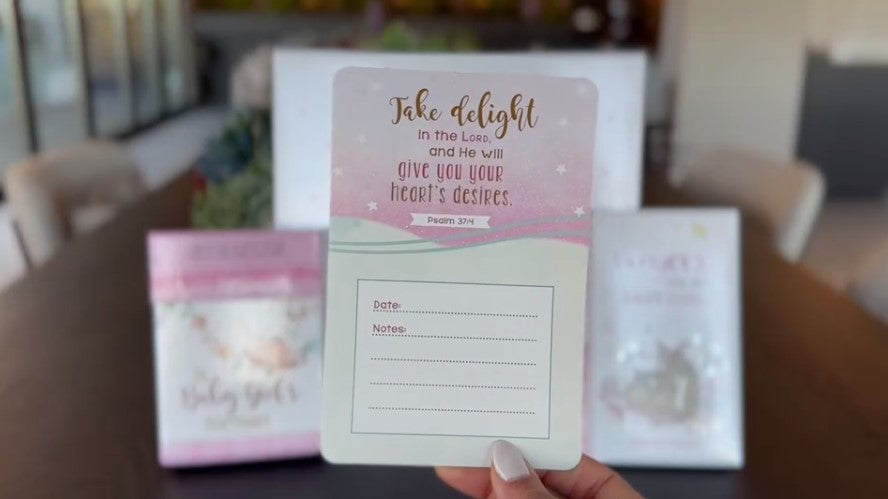 Take delight
in the LORD,
and He will
give you your
heart's desires.
Psalm 37:4
Date:
Notes:
Baby Girl's